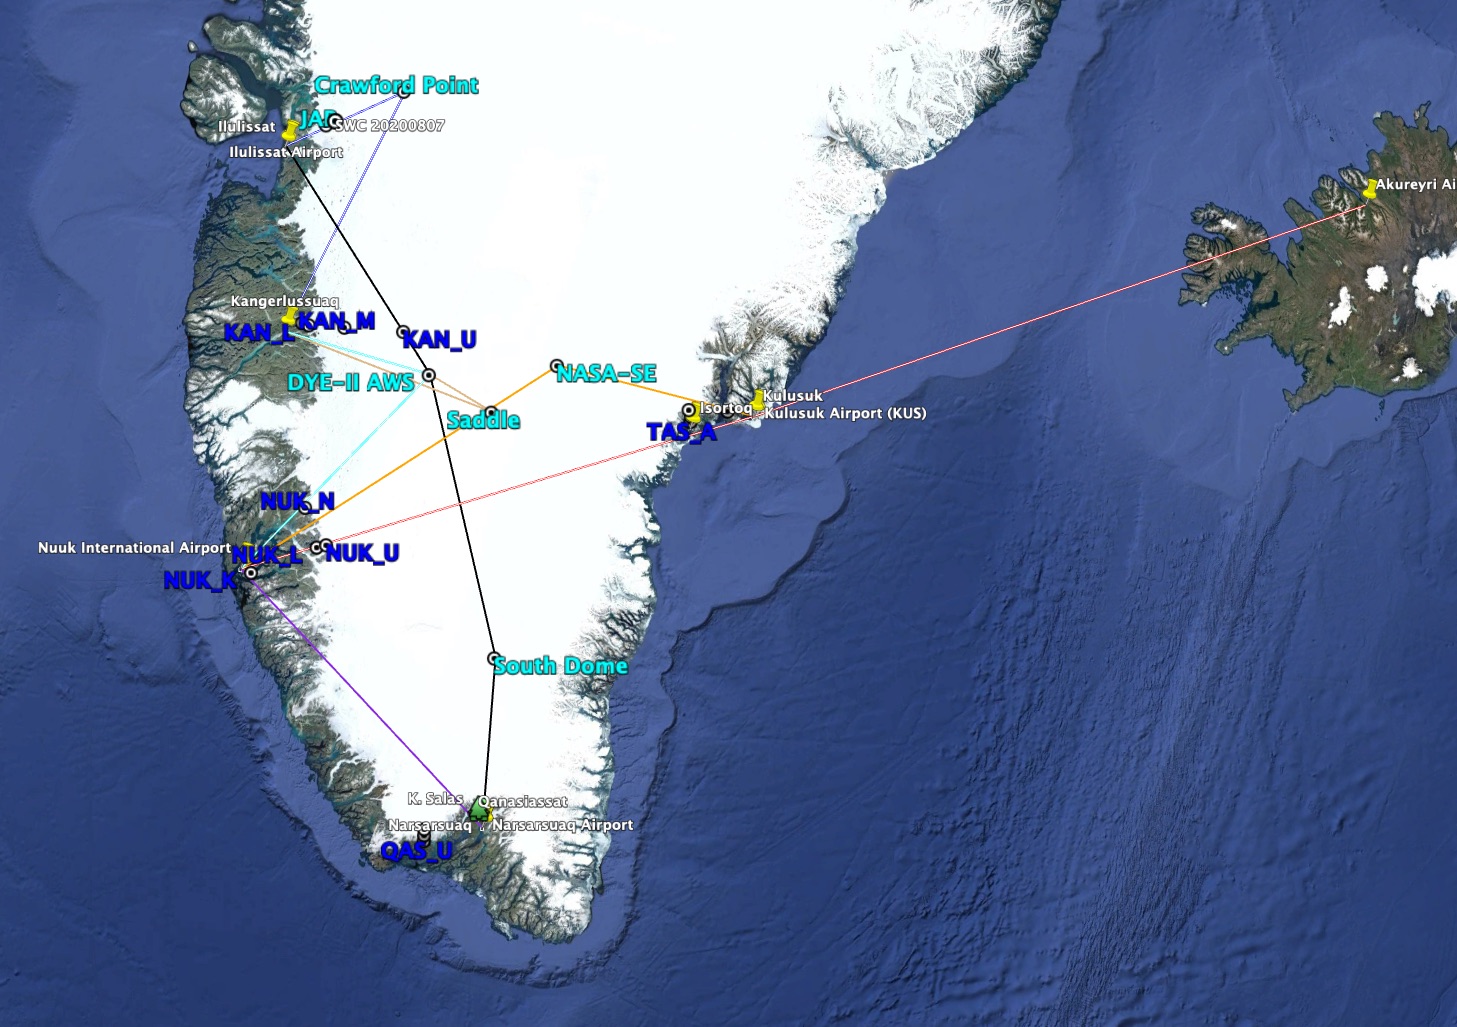 Crawford Point
JAR
SWC 20200807
Ilulissat
Ilulissat Airport
Akureyri Ai
Kangerlussuaq
KAN_L
KAN_M
KAN_U
DYE-II AWS
NASA-SE
Saddle
Kulusuk
Isortoq
Kulusuk Airport (KUS)
TAS_A
NUK_N
Nuuk International Airport
NUK_L
NUK_U
NUK_K
South Dome
K. Salas
Qanasiassat
Narsarsuaq
Narsarsuaq Airport
QAS_U